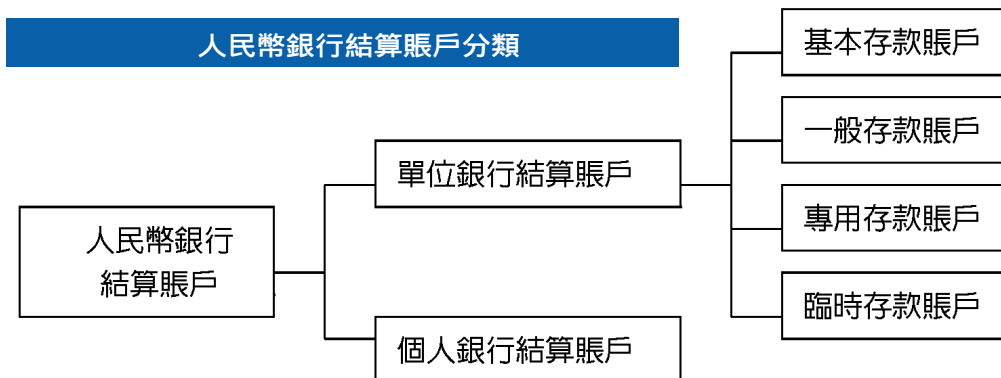 人民幣銀行結算賬戶分類
人民幣銀行
結算賬戶
單位銀行結算賬戶
個人銀行結算賬戶
基本存款賬戶
一般存款賬戶
專用存款賬戶
臨時存款賬戶